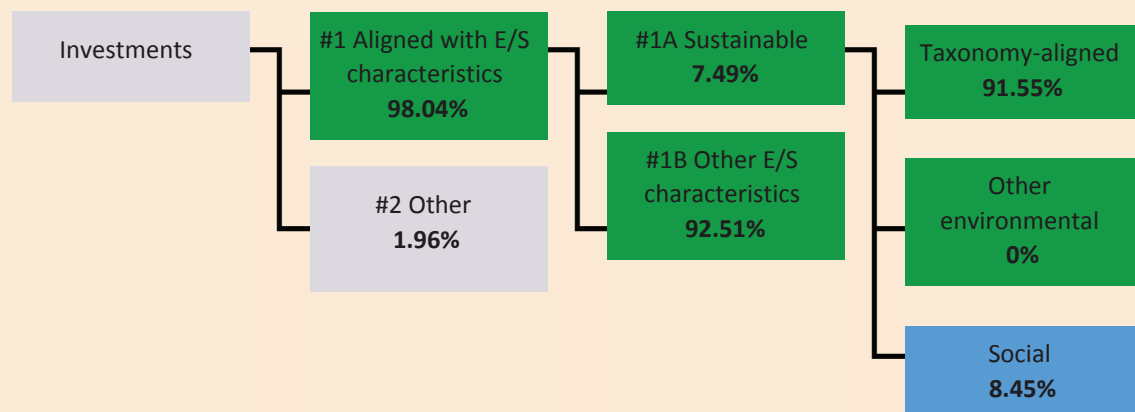 Investments
#1 Aligned with E/S
characteristics
98.04%
#2 Other
1.96%
#1A Sustainable
7.49%
#1B Other E/S
characteristics
92.51%
Taxonomy-aligned
91.55%
Other
environmental
0%
Social
8.45%